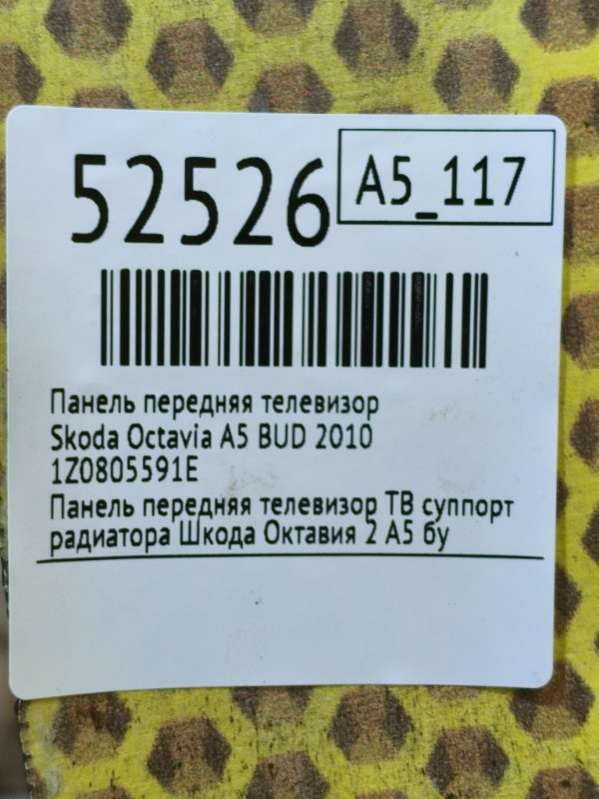 52526
A5_117
Панель передняя телевизор
Skoda Octavia A5 BUD 2010
1Z0805591E
Панель передняя телевизор ТВ суппорт
радиатора Шкода Октавия 2 А5 бу